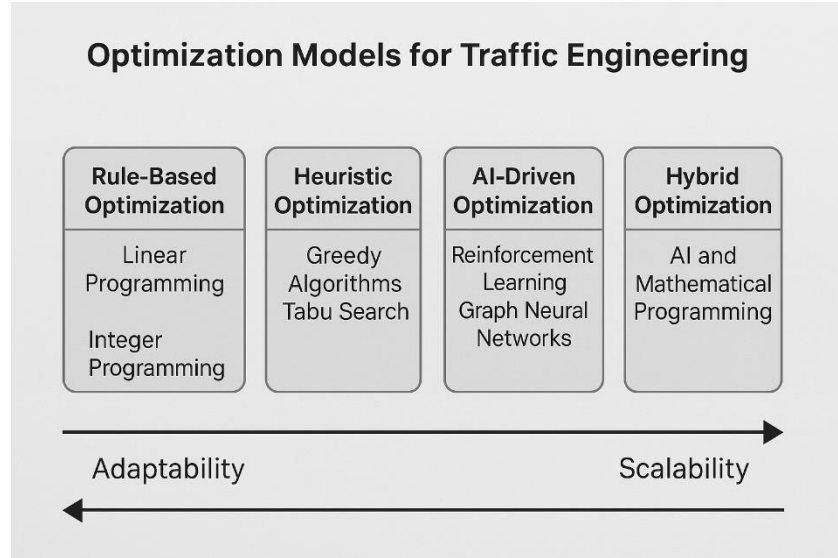 Optimization Models for Traffic Engineering
Rule-Based
Optimization
Linear
Programming
Integer
Programming
Heuristic
Optimization
Greedy
Algorithms
Tabu Search
AI-Driven
Optimization
Reinforcement
Learning
Graph Neural
Networks
Hybrid
Optimization
AI and
Mathematical
Programming
Adaptability
Scalability